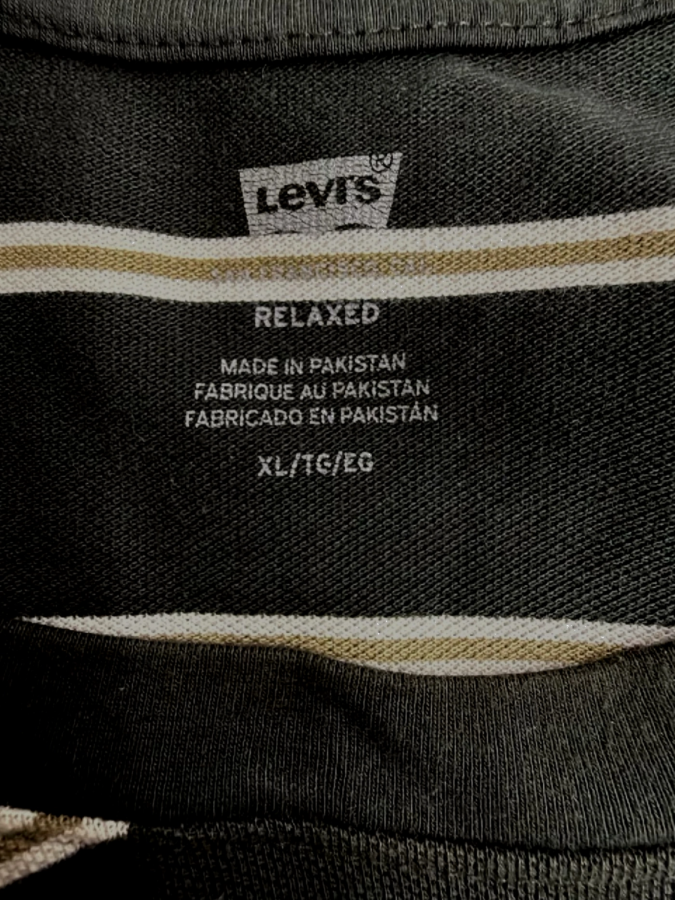 Levi's®
RELAXED
MADE IN PAKISTAN
FABRIQUE AU PAKISTAN
FABRICADO EN PAKISTÁN
XL/TG/EG